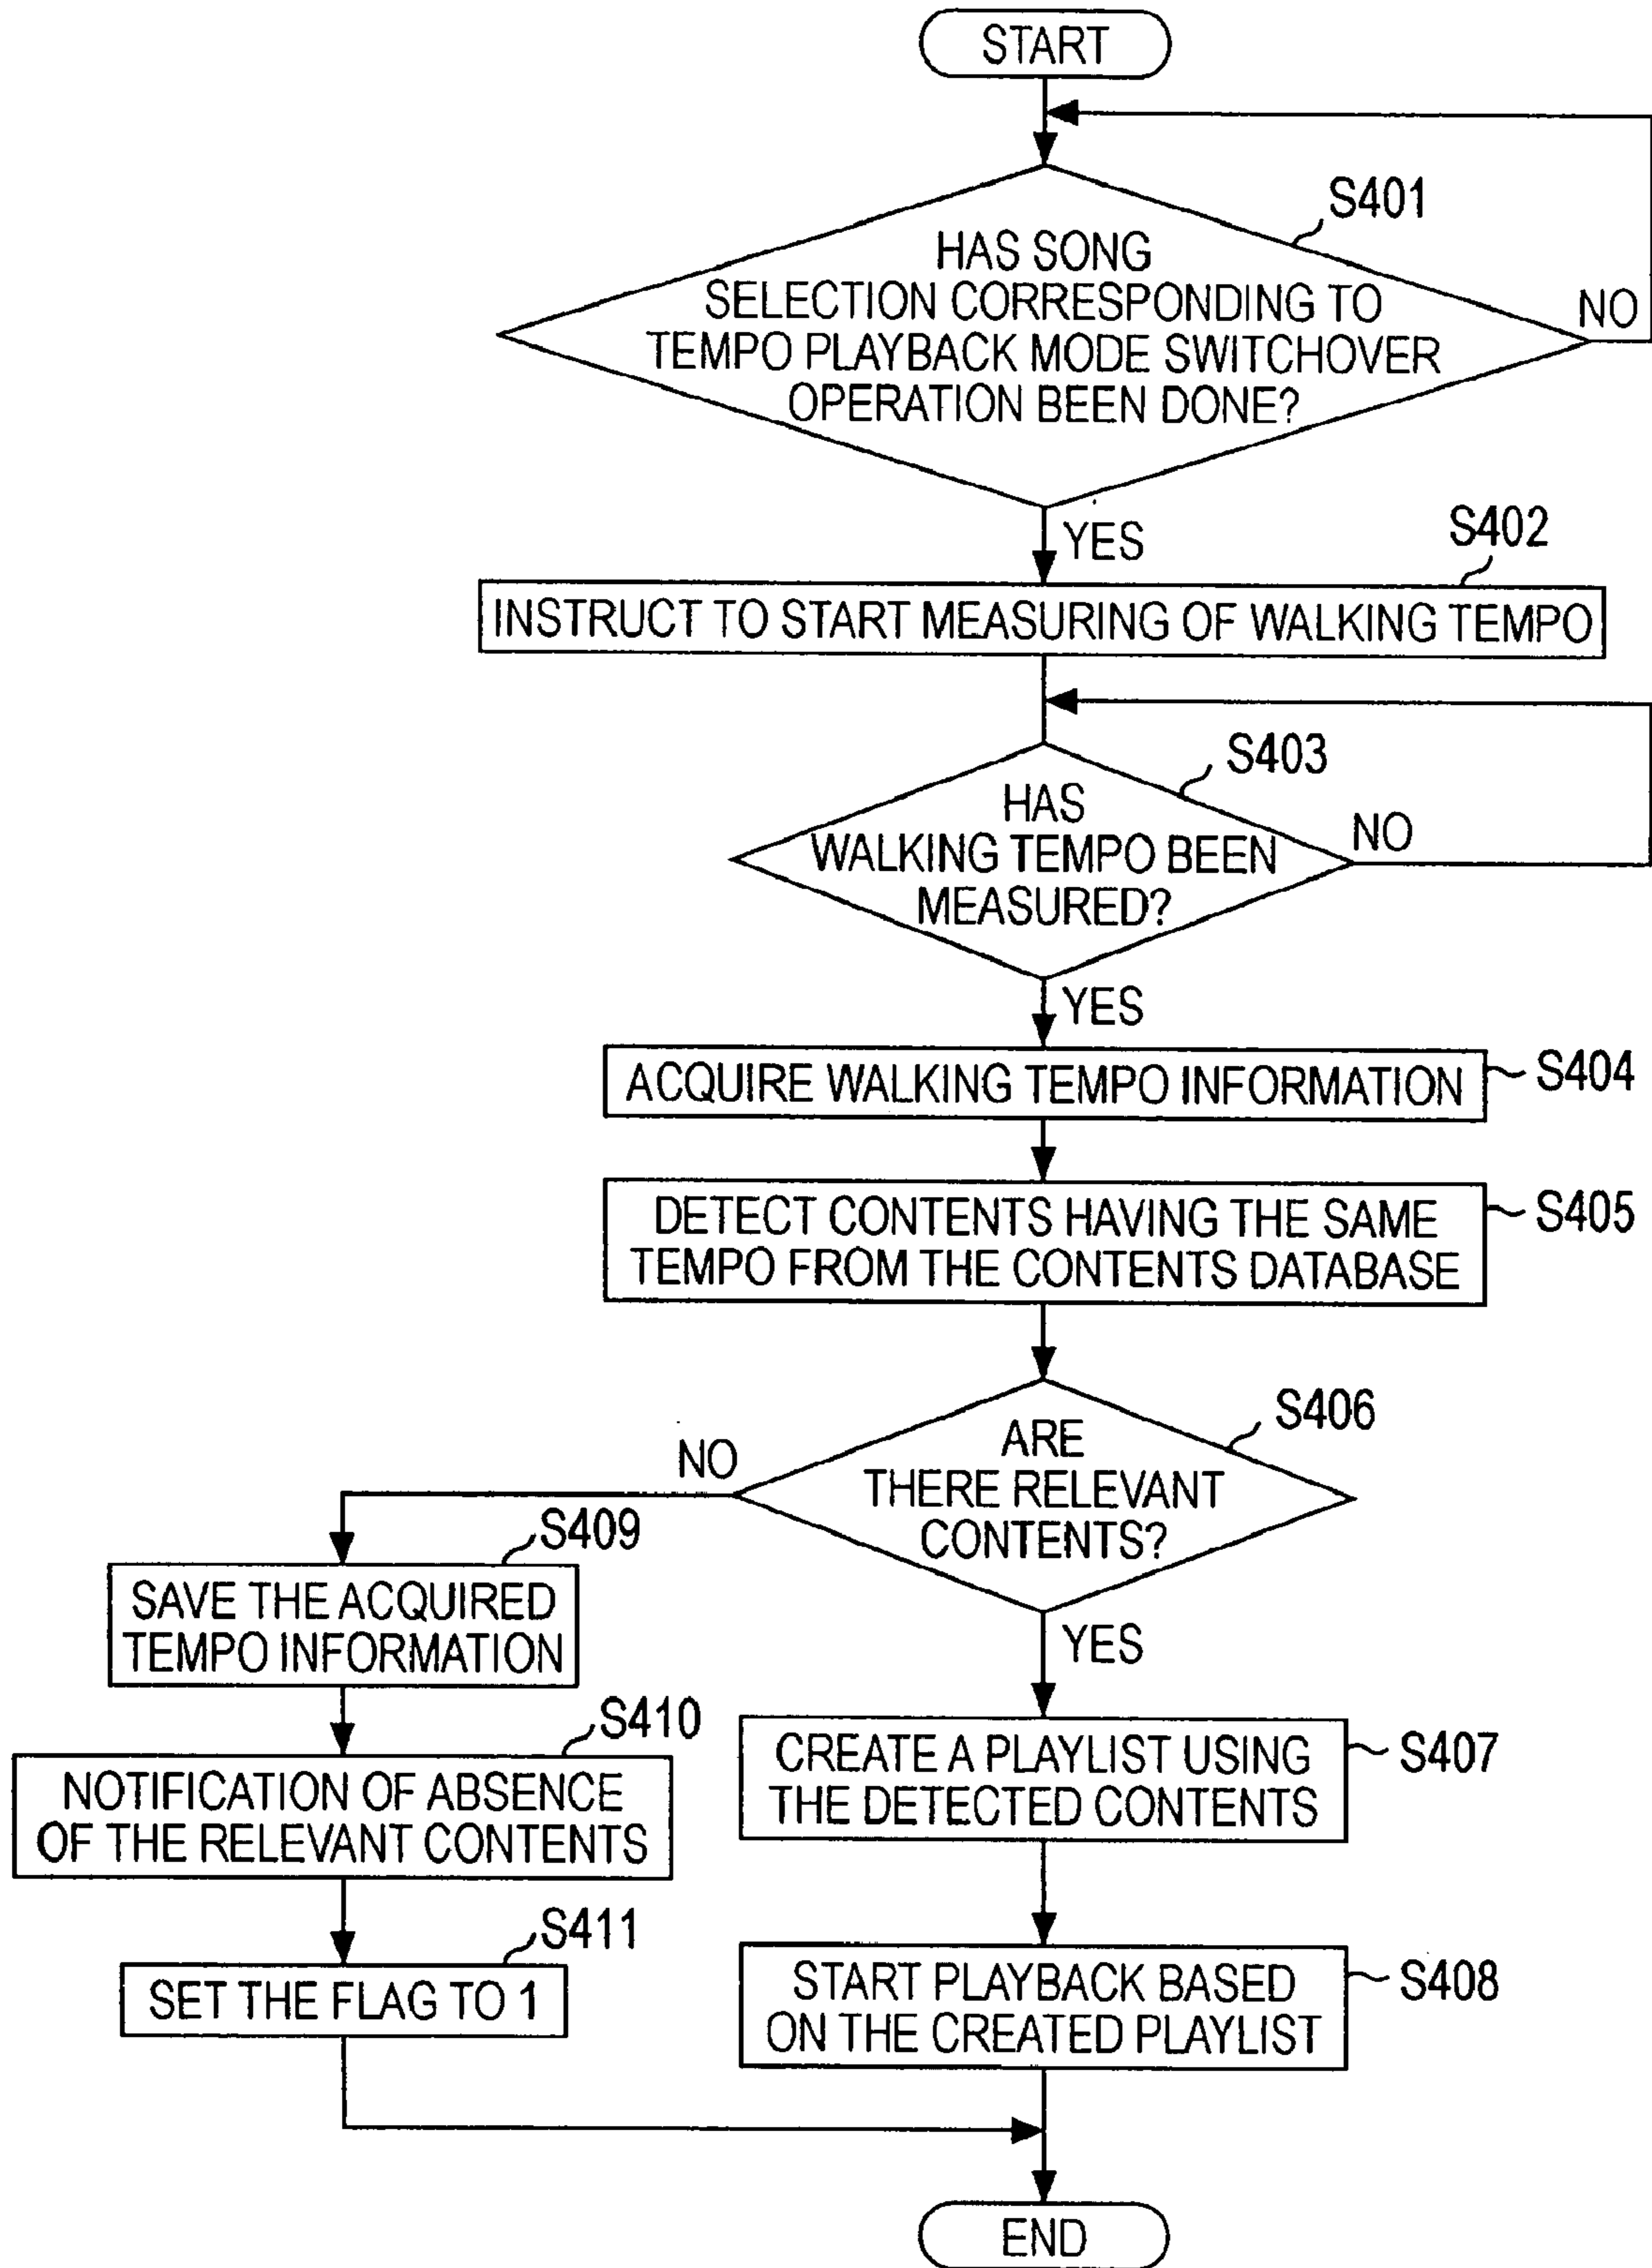 START
S401
HAS SONG
SELECTION CORRESPONDING TO
TEMPO PLAYBACK MODE SWITCHOVER
OPERATION BEEN DONE?
NO
YES
S402
INSTRUCT TO START MEASURING OF WALKING TEMPO
S403
HAS
WALKING TEMPO BEEN
MEASURED?
NO
YES
ACQUIRE WALKING TEMPO INFORMATION
S404
DETECT CONTENTS HAVING THE SAME
TEMPO FROM THE CONTENTS DATABASE
S405
S406
ARE
THERE RELEVANT
CONTENTS?
NO
YES
S409
SAVE THE ACQUIRED
TEMPO INFORMATION
S410
NOTIFICATION OF ABSENCE
OF THE RELEVANT CONTENTS
S411
SET THE FLAG TO 1
CREATE A PLAYLIST USING
THE DETECTED CONTENTS
S407
START PLAYBACK BASED
ON THE CREATED PLAYLIST
S408
END